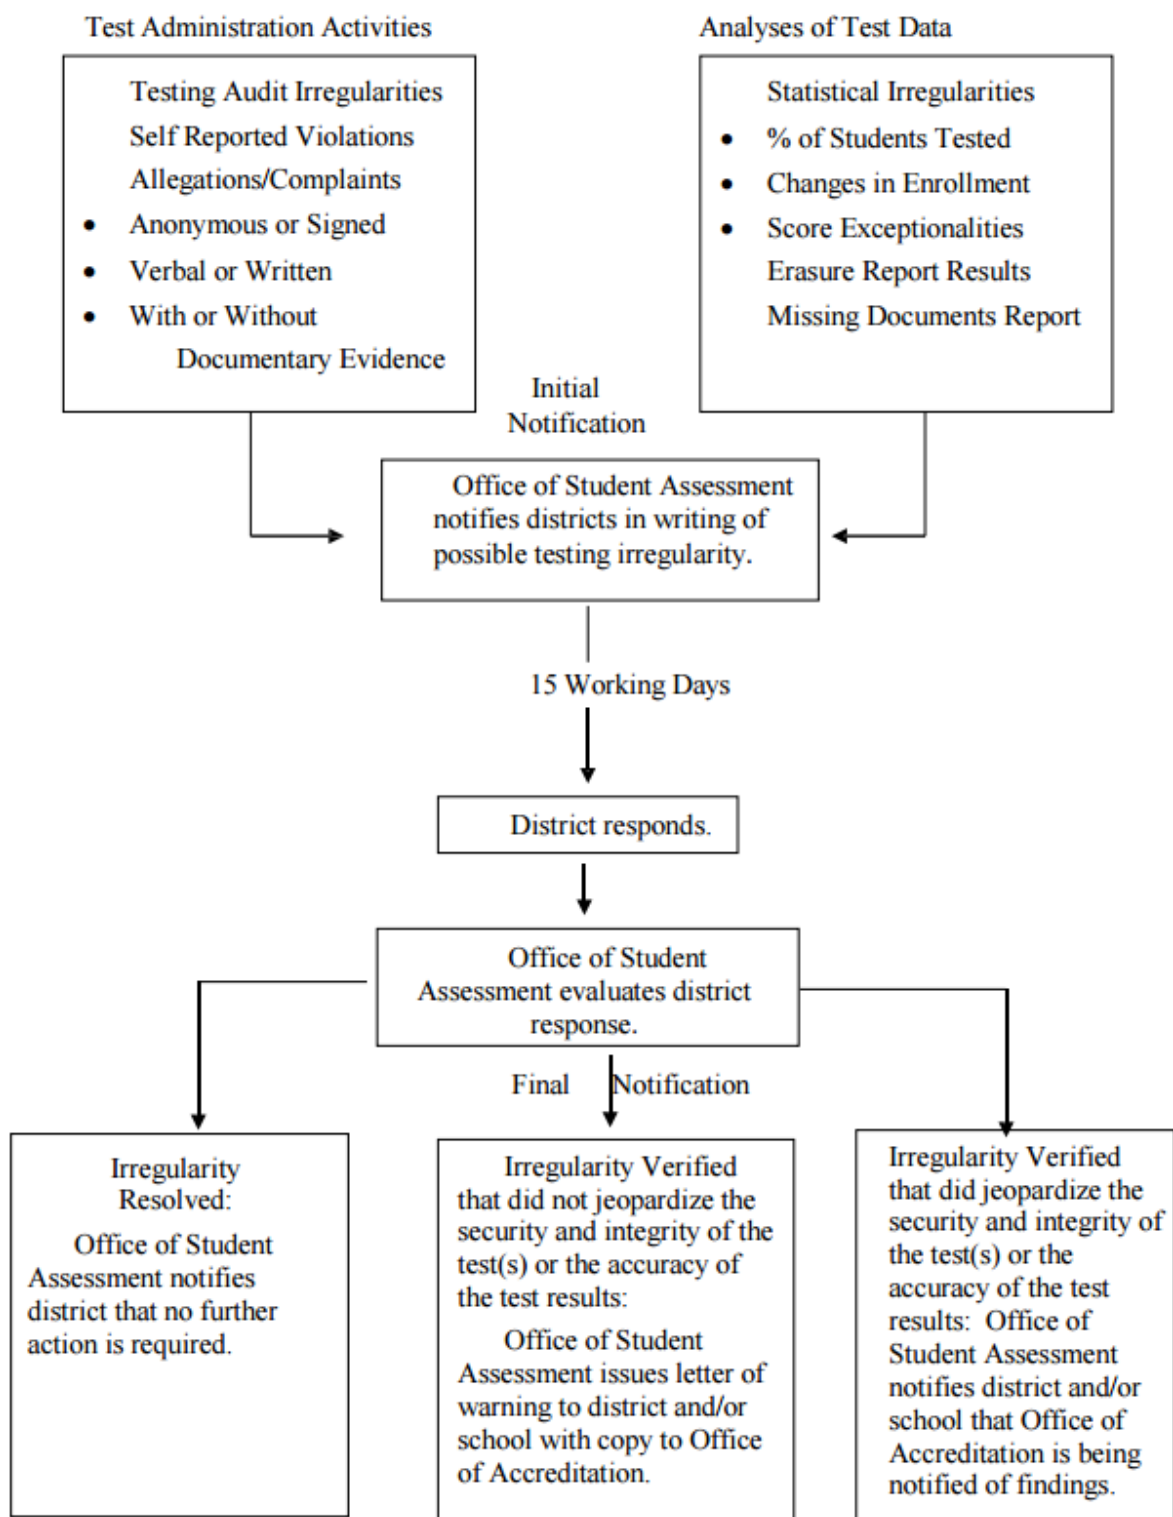 Test Administration Activities
Testing Audit Irregularities
Self Reported Violations
Allegations/Complaints
• Anonymous or Signed
• Verbal or Written
• With or Without
Documentary Evidence
Analyses of Test Data
Statistical Irregularities
• % of Students Tested
• Changes in Enrollment
• Score Exceptionalities
Erasure Report Results
Missing Documents Report
Initial
Notification
Office of Student Assessment
notifies districts in writing of
possible testing irregularity.
15 Working Days
District responds.
Office of Student
Assessment evaluates district
response.
Final Notification
Irregularity
Resolved:
Office of Student
Assessment notifies
district that no further
action is required.
Irregularity Verified
that did not jeopardize the
security and integrity of the
test(s) or the accuracy of
the test results:
Office of Student
Assessment issues letter of
warning to district and/or
school with copy to Office
of Accreditation.
Irregularity Verified
that did jeopardize the
security and integrity of
the test(s) or the
accuracy of the test
results: Office of
Student Assessment
notifies district and/or
school that Office of
Accreditation is being
notified of findings.